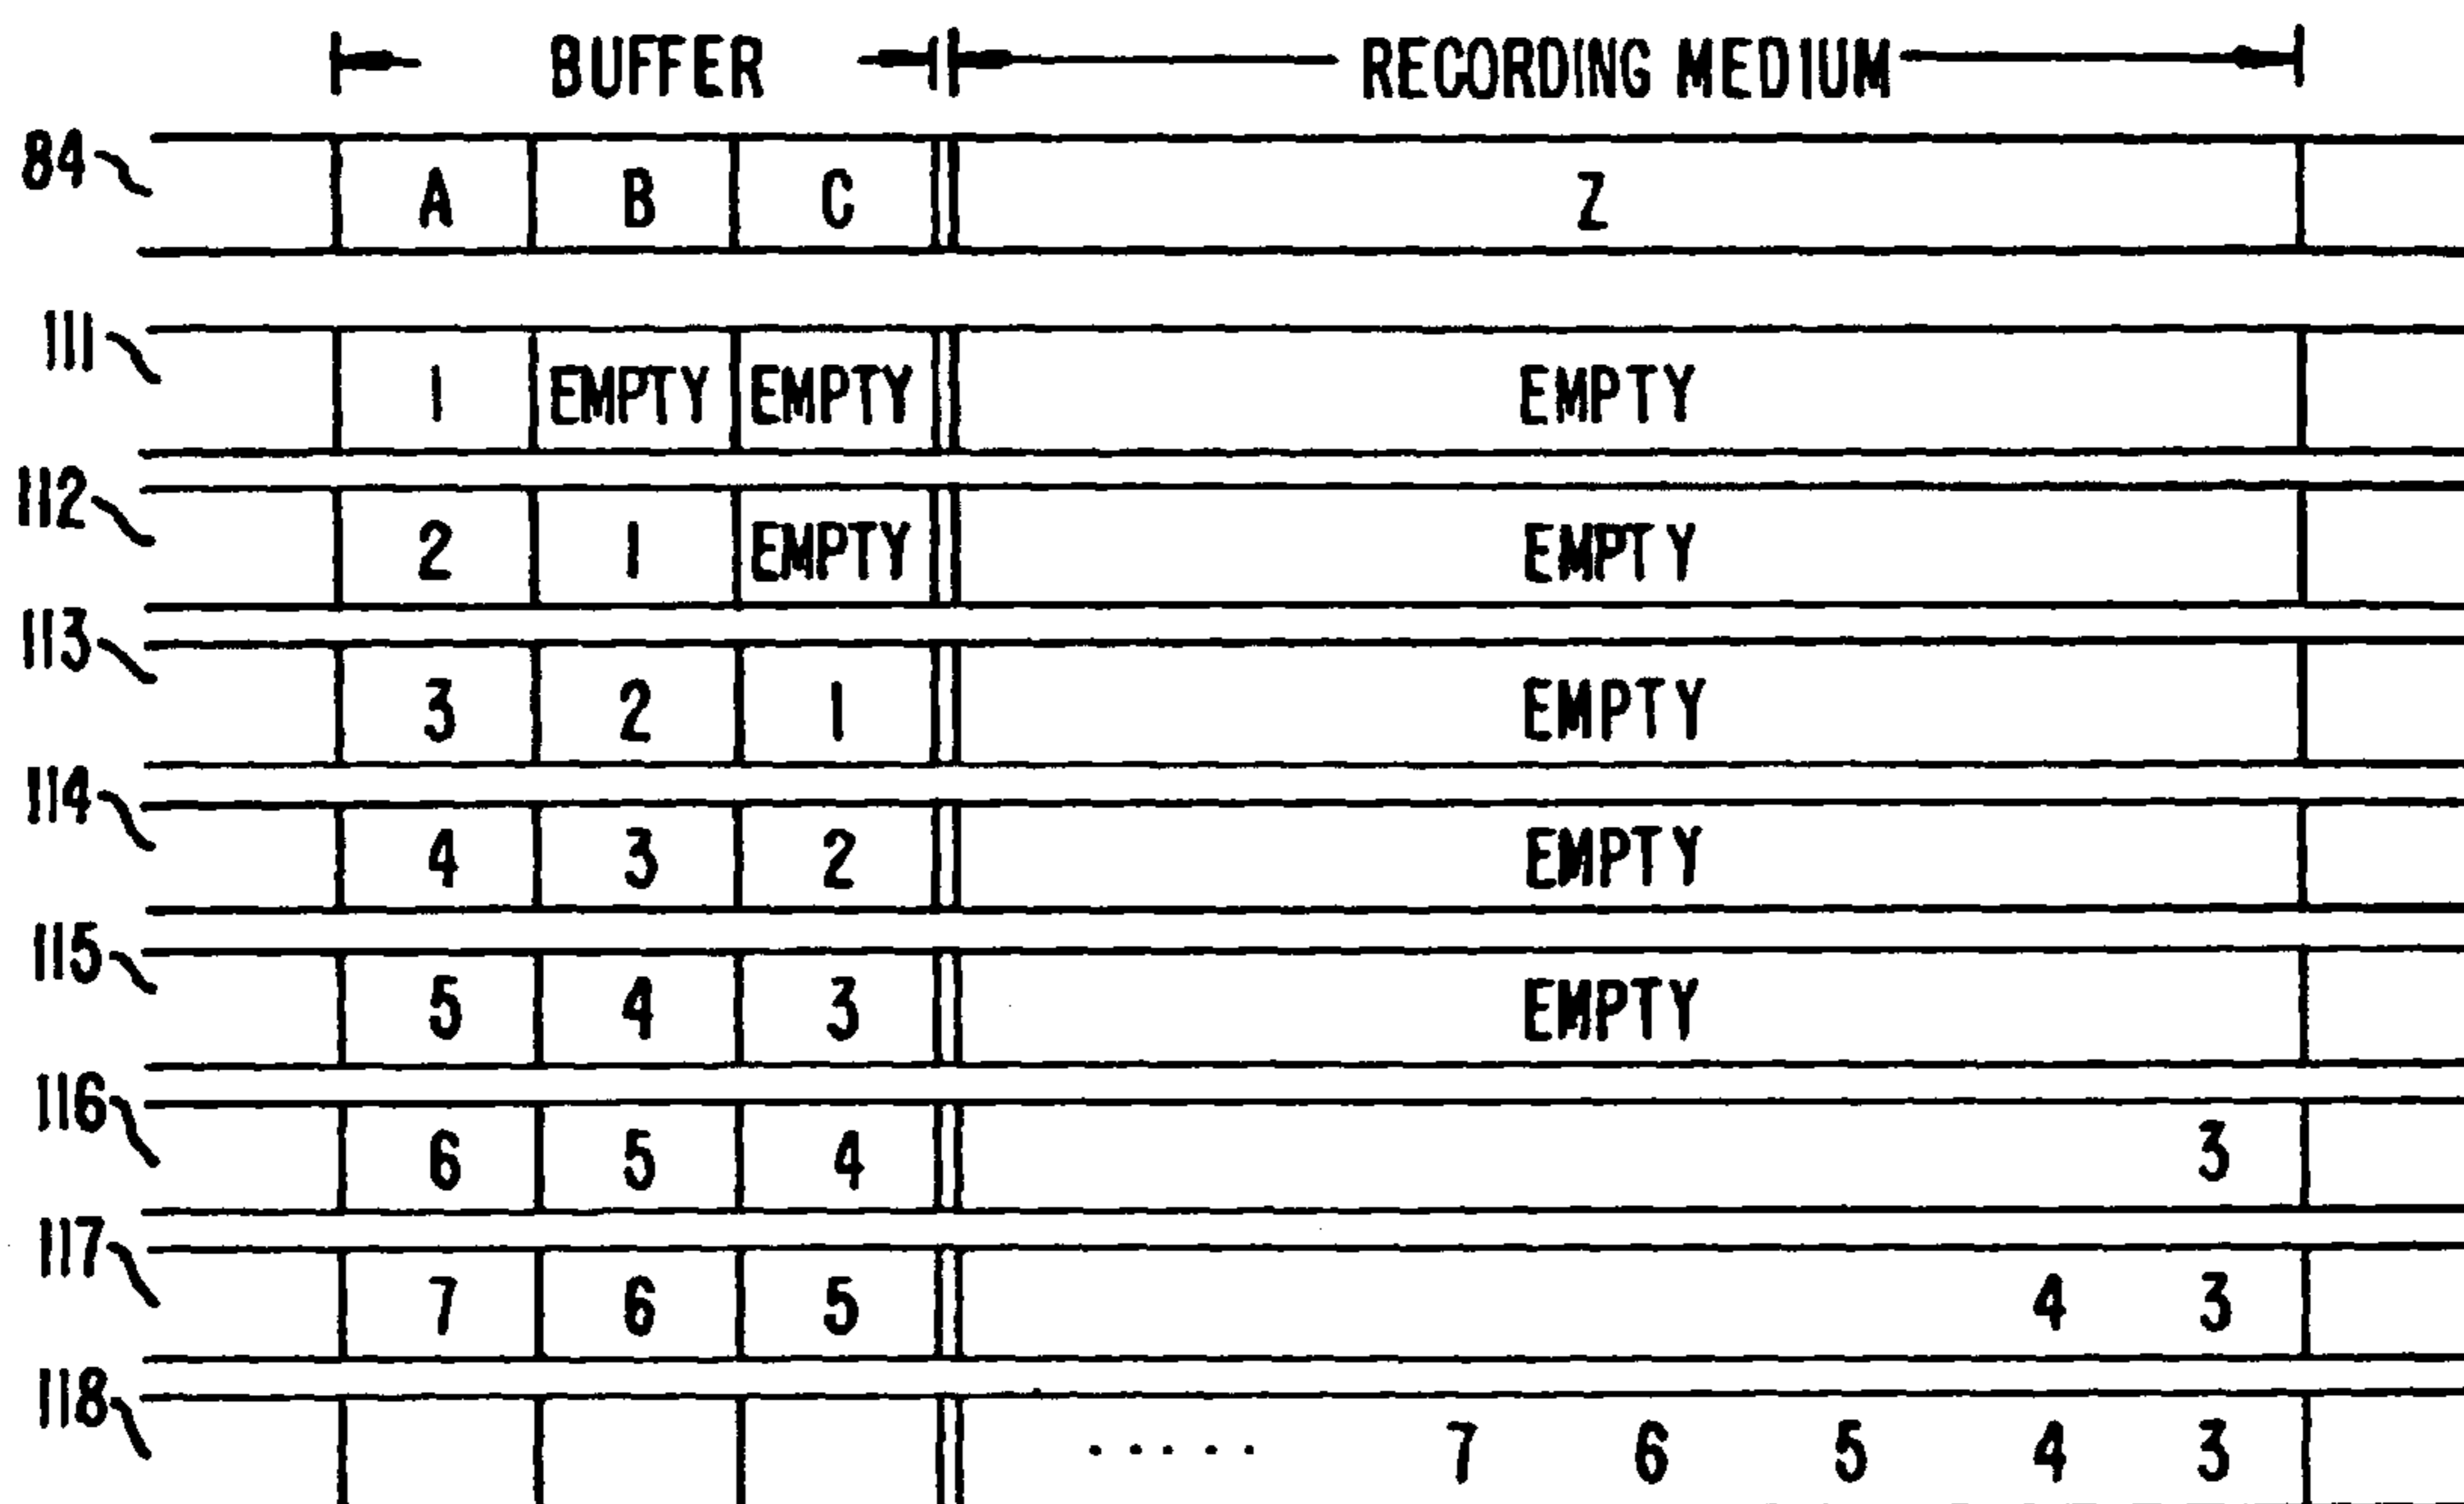 BUFFER RECORDING MEDIUM
84 A B C Z
111 1 EMPTY EMPTY EMPTY
112 2 1 EMPTY EMPTY
113 3 2 1 EMPTY
114 4 3 2 EMPTY
115 5 4 3 EMPTY
116 6 5 4 3
117 7 6 5 4 3
118 ..... 7 6 5 4 3